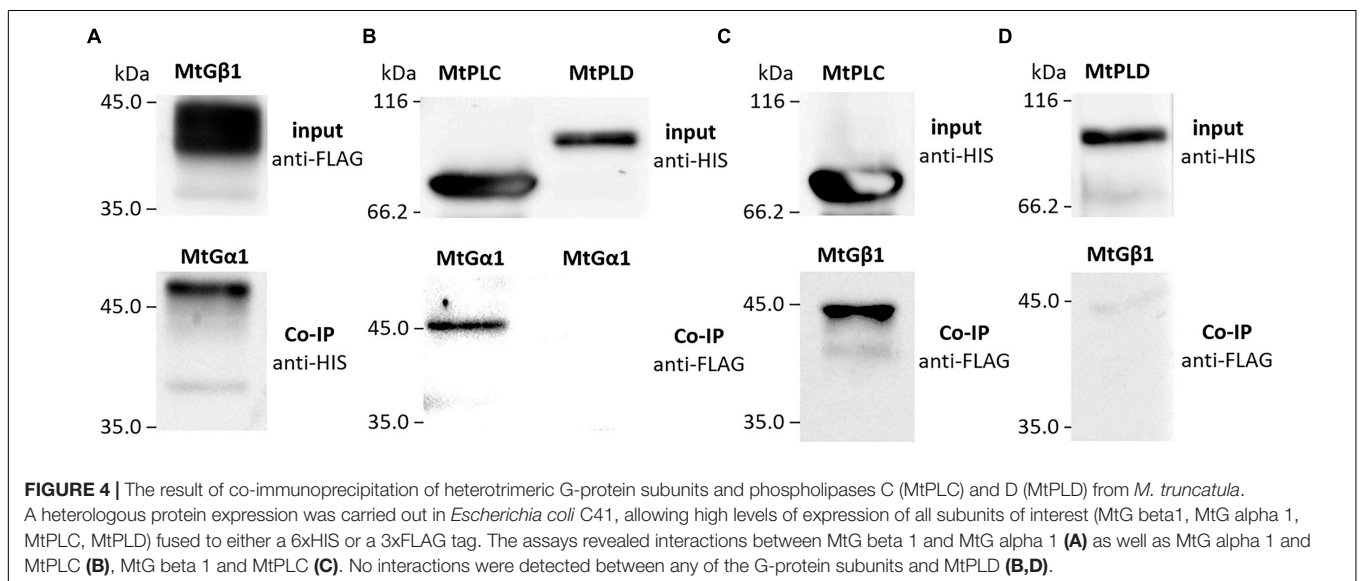 A
kDa
MtGβ1
45.0
35.0
input
anti-FLAG
MtGα1
45.0
35.0
Co-IP
anti-HIS
B
kDa
MtPLC
MtPLD
116
66.2
input
anti-HIS
MtGα1
MtGα1
45.0
35.0
Co-IP
anti-FLAG
C
kDa
MtPLC
116
66.2
input
anti-HIS
MtGβ1
45.0
35.0
Co-IP
anti-FLAG
D
kDa
MtPLD
116
66.2
input
anti-HIS
MtGβ1
45.0
35.0
Co-IP
anti-FLAG
FIGURE 4 | The result of co-immunoprecipitation of heterotrimeric G-protein subunits and phospholipases C (MtPLC) and D (MtPLD) from M. truncatula.
A heterologous protein expression was carried out in Escherichia coli C41, allowing high levels of expression of all subunits of interest (MtG beta1, MtG alpha 1,
MtPLC, MtPLD) fused to either a 6xHIS or a 3xFLAG tag. The assays revealed interactions between MtG beta 1 and MtG alpha 1 (A) as well as MtG alpha 1 and
MtPLC (B), MtG beta 1 and MtPLC (C). No interactions were detected between any of the G-protein subunits and MtPLD (B,D).